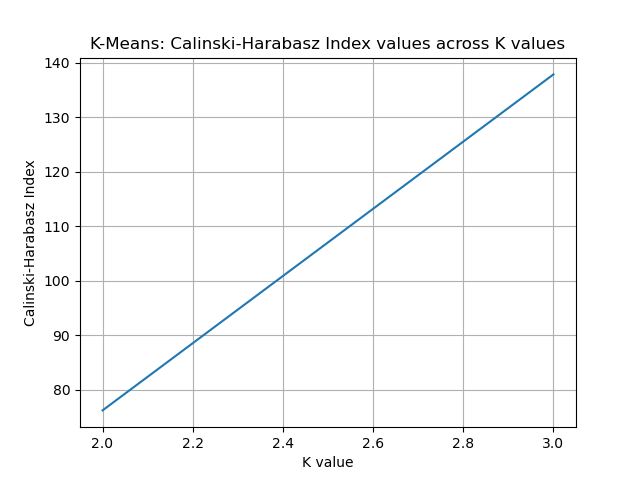 K-Means: Calinski-Harabasz Index values across K values
140
130
120
110
100
90
80
Calinski-Harabasz Index
2.0 2.2 2.4 2.6 2.8 3.0
K value